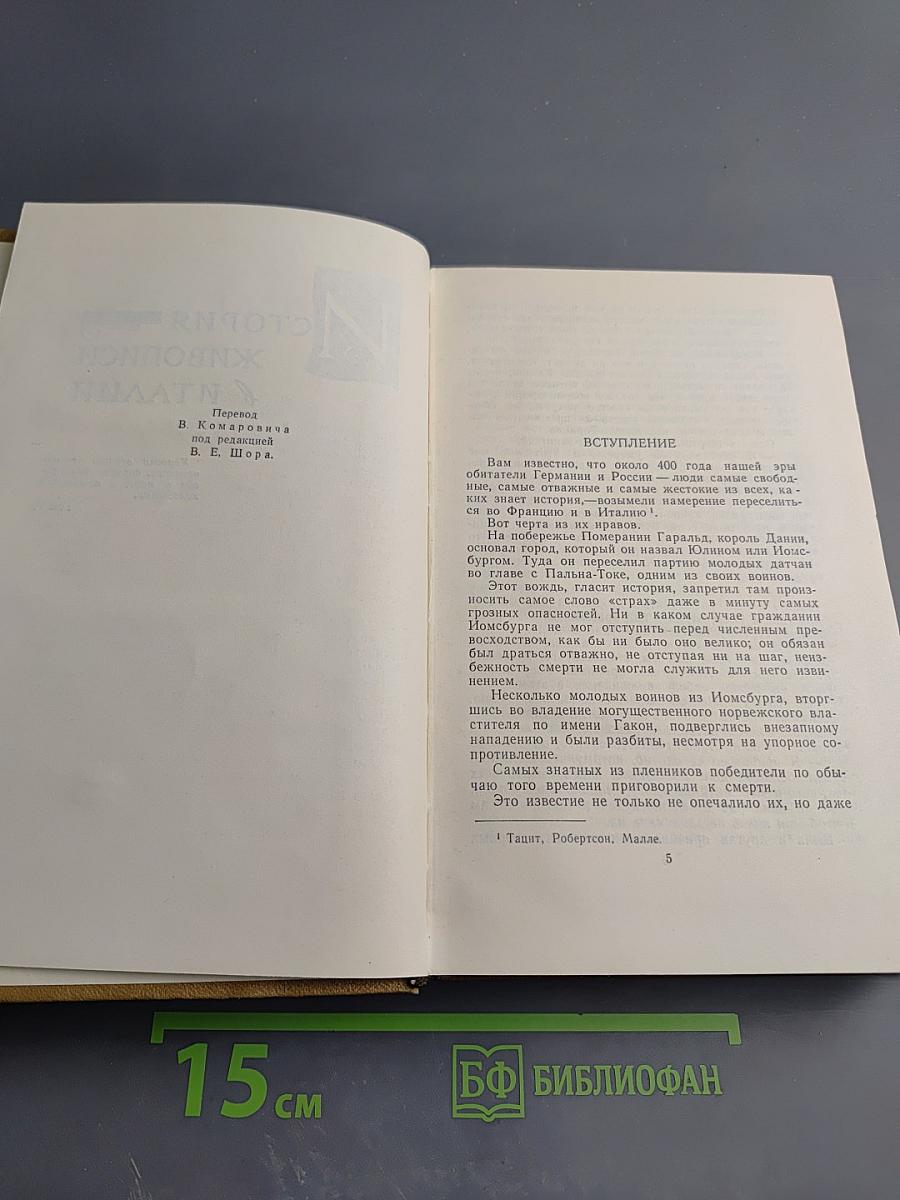 Перевод
В. Комаровича
под редакцией
В. Е. Шора.
ВСТУПЛЕНИЕ
Вам известно, что около 400 года нашей эры
обитатели Германии и России — люди самые свобод-
ные, самые отважные и самые жестокие из всех, ка-
ких знает история,—возымели намерение переселить-
ся во Францию и в Италию ¹.
Вот черта из их нравов.
На побережье Померании Гаральд, король Дании,
основал город, который он назвал Юлином или Иомс-
бургом. Туда он переселил партию молодых датчан
во главе с Пальна-Токе, одним из своих воинов.
Этот вождь, гласит история, запретил там произ-
носить самое слово «страх» даже в минуту самых
грозных опасностей. Ни в каком случае гражданин
Иомсбурга не мог отступить перед численным пре-
восходством, как бы ни было оно велико; он обязан
был драться отважно, не отступая ни на шаг, неиз-
бежность смерти не могла служить для него изви-
нением.
Несколько молодых воинов из Иомсбурга, вторг-
шись во владение могущественного норвежского вла-
стителя по имени Гакон, подверглись внезапному
нападению и были разбиты, несмотря на упорное со-
противление.
Самых знатных из пленников победители по обы-
чаю того времени приговорили к смерти.
Это известие не только не опечалило их, но даже
¹ Тацит, Робертсон, Малле.
5
ИСТОРИЯ
ЖИВОПИСИ
в ИТАЛИИ
15 см
БФ БИБЛИОФАН